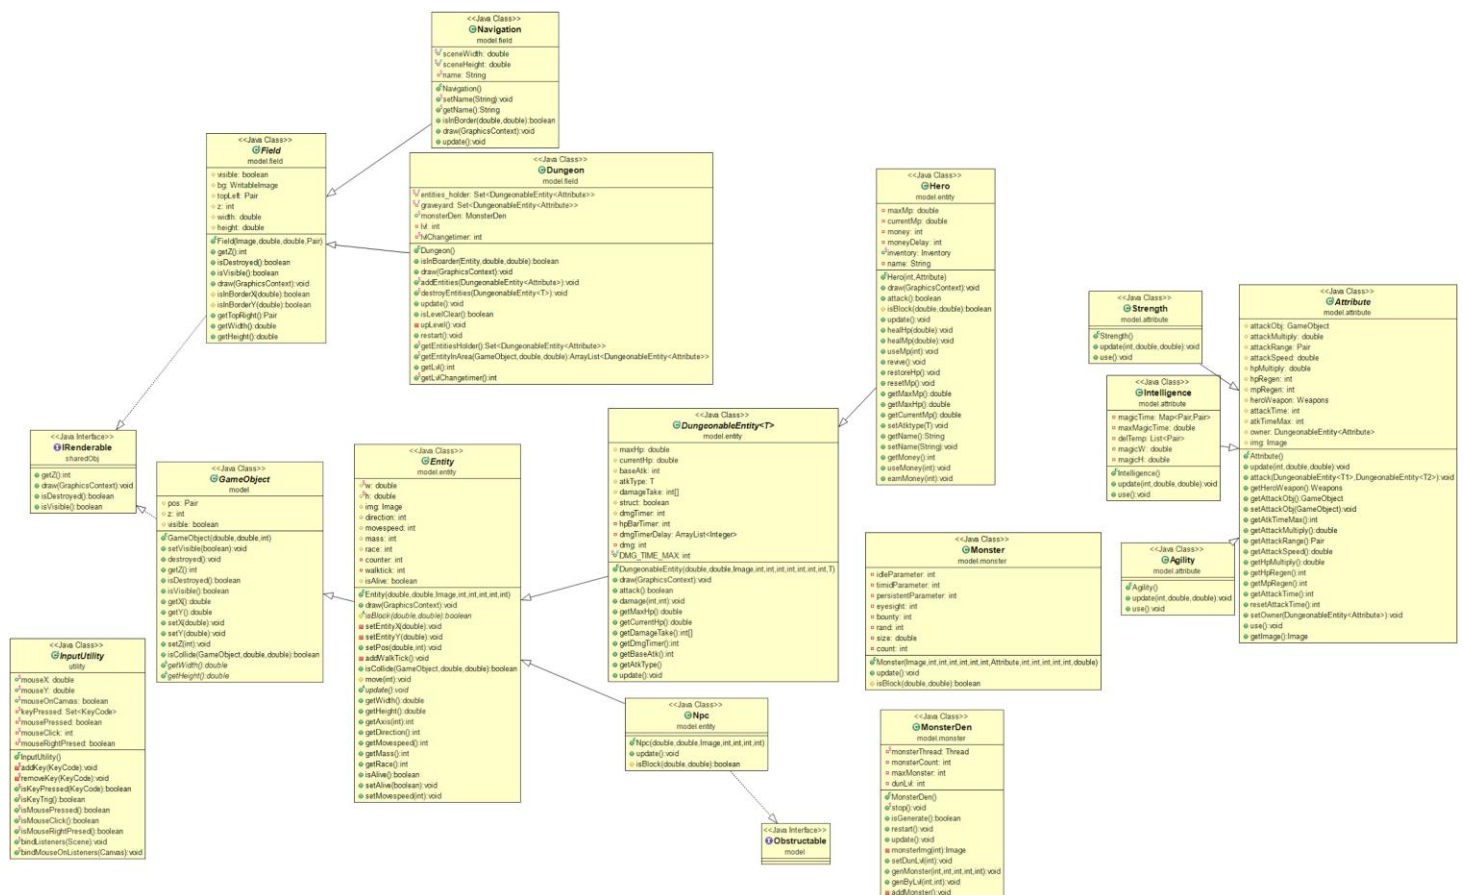 <<Java Class>>
Navigation
model.field
sceneWidth: double
sceneHeight: double
name: String
Navigation()
setName(String):void
getName():String
isInBorder(double,double):boolean
draw(GraphicsContext):void
update():void
<<Java Class>>
Field
model.field
visible: boolean
bg: WritableImage
topLeft: Pair
z: int
width: double
height: double
Field(Image,double,double,Pair)
getZ():int
isDestroyed():boolean
isVisible():boolean
draw(GraphicsContext):void
isInBorderX(double):boolean
isInBorderY(double):boolean
getTopRight():Pair
getWidth():double
getHeight():double
<<Java Class>>
Dungeon
model.field
entities_holder: Set<DungeonableEntity<Attribute>>
graveyard: Set<DungeonableEntity<Attribute>>
monsterDen: MonsterDen
lvl: int
lvlChangetimer: int
Dungeon()
isInBoarder(Entity,double,double):boolean
draw(GraphicsContext):void
addEntities(DungeonableEntity<Attribute>):void
destroyEntities(DungeonableEntity<T>):void
update():void
isLevelClear():boolean
upLevel():void
restart():void
getEntitiesHolder():Set<DungeonableEntity<Attribute>>
getEntityInArea(GameObject,double,double):ArrayList<DungeonableEntity<Attribute>>
getLvl():int
getLvlChangetimer():int
<<Java Class>>
Hero
model.entity
maxMp: double
currentMp: double
money: int
moneyDelay: int
inventory: Inventory
name: String
Hero(int,Attribute)
draw(GraphicsContext):void
attack():boolean
isBlock(double,double):boolean
update():void
healHp(double):void
healMp(double):void
useMp(int):void
revive():void
restoreHp():void
resetMp():void
getMaxMp():double
getMaxHp():double
getCurrentMp():double
setAtktype(T):void
getName():String
setName(String):void
getMoney():int
useMoney(int):void
earnMoney(int):void
<<Java Class>>
Strength
model.attribute
Strength()
update(int,double,double):void
use():void
<<Java Class>>
Attribute
model.attribute
attackObj: GameObject
attackMultiply: double
attackRange: Pair
attackSpeed: double
hpMultiply: double
hpRegen: int
mpRegen: int
heroWeapon: Weapons
attackTime: int
atkTimeMax: int
owner: DungeonableEntity<Attribute>
img: Image
Attribute()
update(int,double,double):void
attack(DungeonableEntity<T1>,DungeonableEntity<T2>):void
getHeroWeapon():Weapons
getAttackObj():GameObject
setAttackObj(GameObject):void
getAtkTimeMax():int
getAttackMultiply():double
getAttackRange():Pair
getAttackSpeed():double
getHpMultiply():double
getHpRegen():int
getMpRegen():int
getAttackTime():int
resetAttackTime():int
setOwner(DungeonableEntity<Attribute>):void
use():void
getImage():Image
<<Java Class>>
Intelligence
model.attribute
magicTime: Map<Pair,Pair>
maxMagicTime: double
delTemp: List<Pair>
magicW: double
magicH: double
Intelligence()
update(int,double,double):void
use():void
<<Java Class>>
Agility
model.attribute
Agility()
update(int,double,double):void
use():void
<<Java Interface>>
IRenderable
sharedObj
getZ():int
draw(GraphicsContext):void
isDestroyed():boolean
isVisible():boolean
<<Java Class>>
GameObject
model
pos: Pair
z: int
visible: boolean
GameObject(double,double,int)
setVisible(boolean):void
destroyed():void
getZ():int
isDestroyed():boolean
isVisible():boolean
getX():double
getY():double
setX(double):void
setY(double):void
setZ(int):void
isCollide(GameObject,double,double):boolean
getWidth():double
getHeight():double
<<Java Class>>
Entity
model.entity
w: double
h: double
img: Image
direction: int
movespeed: int
mass: int
race: int
counter: int
walktick: int
isAlive: boolean
Entity(double,double,Image,int,int,int,int,int)
draw(GraphicsContext):void
isBlock(double,double):boolean
setEntityX(double):void
setEntityY(double):void
setPos(double,int):void
addWalkTick():void
isCollide(GameObject,double,double):boolean
move(int):void
update():void
getWidth():double
getHeight():double
getAxis(int):int
getDirection():int
getMovespeed():int
getMass():int
getRace():int
isAlive():boolean
setAlive(boolean):void
setMovespeed(int):void
<<Java Class>>
DungeonableEntity<T>
model.entity
maxHp: double
currentHp: double
baseAtk: int
atkType: T
damageTake: int[]
struct: boolean
dmgTimer: int
hpBarTimer: int
dmgTimerDelay: ArrayList<Integer>
dmg: int
DMG_TIME_MAX: int
DungeonableEntity(double,double,Image,int,int,int,int,int,int,int,T)
draw(GraphicsContext):void
attack():boolean
damage(int,int):void
getMaxHp():double
getCurrentHp():double
getDamageTake():int[]
getDmgTimer():int
getBaseAtk():int
getAtkType()
update():void
<<Java Class>>
Monster
model.monster
idleParameter: int
timidParameter: int
persistentParameter: int
eyesight: int
bounty: int
rand: int
size: double
count: int
Monster(Image,int,int,int,int,int,int,Attribute,int,int,int,int,int,double)
update():void
isBlock(double,double):boolean
<<Java Class>>
InputUtility
utility
mouseX: double
mouseY: double
mouseOnCanvas: boolean
keyPressed: Set<KeyCode>
mousePressed: boolean
mouseClick: int
mouseRightPresed: boolean
InputUtility()
addKey(KeyCode):void
removeKey(KeyCode):void
isKeyPressed(KeyCode):boolean
isKeyTrig():boolean
isMousePressed():boolean
isMouseClick():boolean
isMouseRightPresed():boolean
bindListeners(Scene):void
bindMouseOnListeners(Canvas):void
<<Java Class>>
Npc
model.entity
Npc(double,double,Image,int,int,int,int)
update():void
isBlock(double,double):boolean
<<Java Interface>>
Obstructable
model
<<Java Class>>
MonsterDen
model.monster
monsterThread: Thread
monsterCount: int
maxMonster: int
dunLvl: int
MonsterDen()
stop():void
isGenerate():boolean
restart():void
update():void
monsterImg(int):Image
setDunLvl(int):void
genMonster(int,int,int,int,int):void
genByLvl(int,int):void
addMonster():void